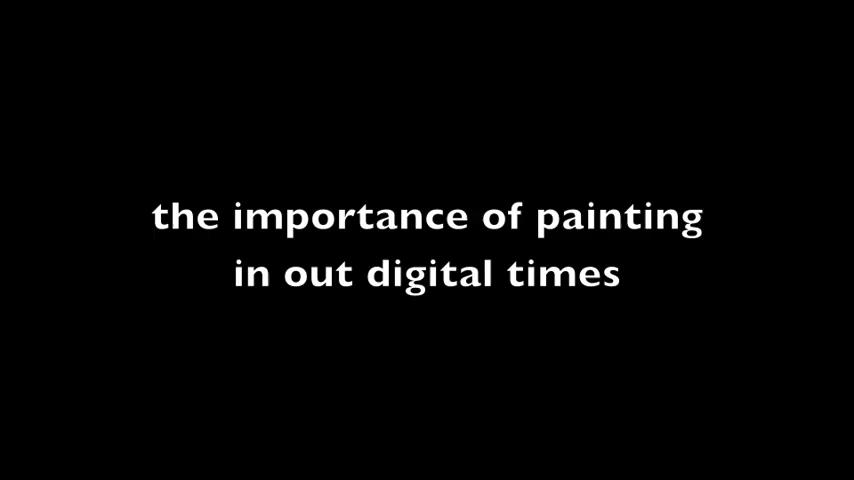 the importance of painting
in out digital times